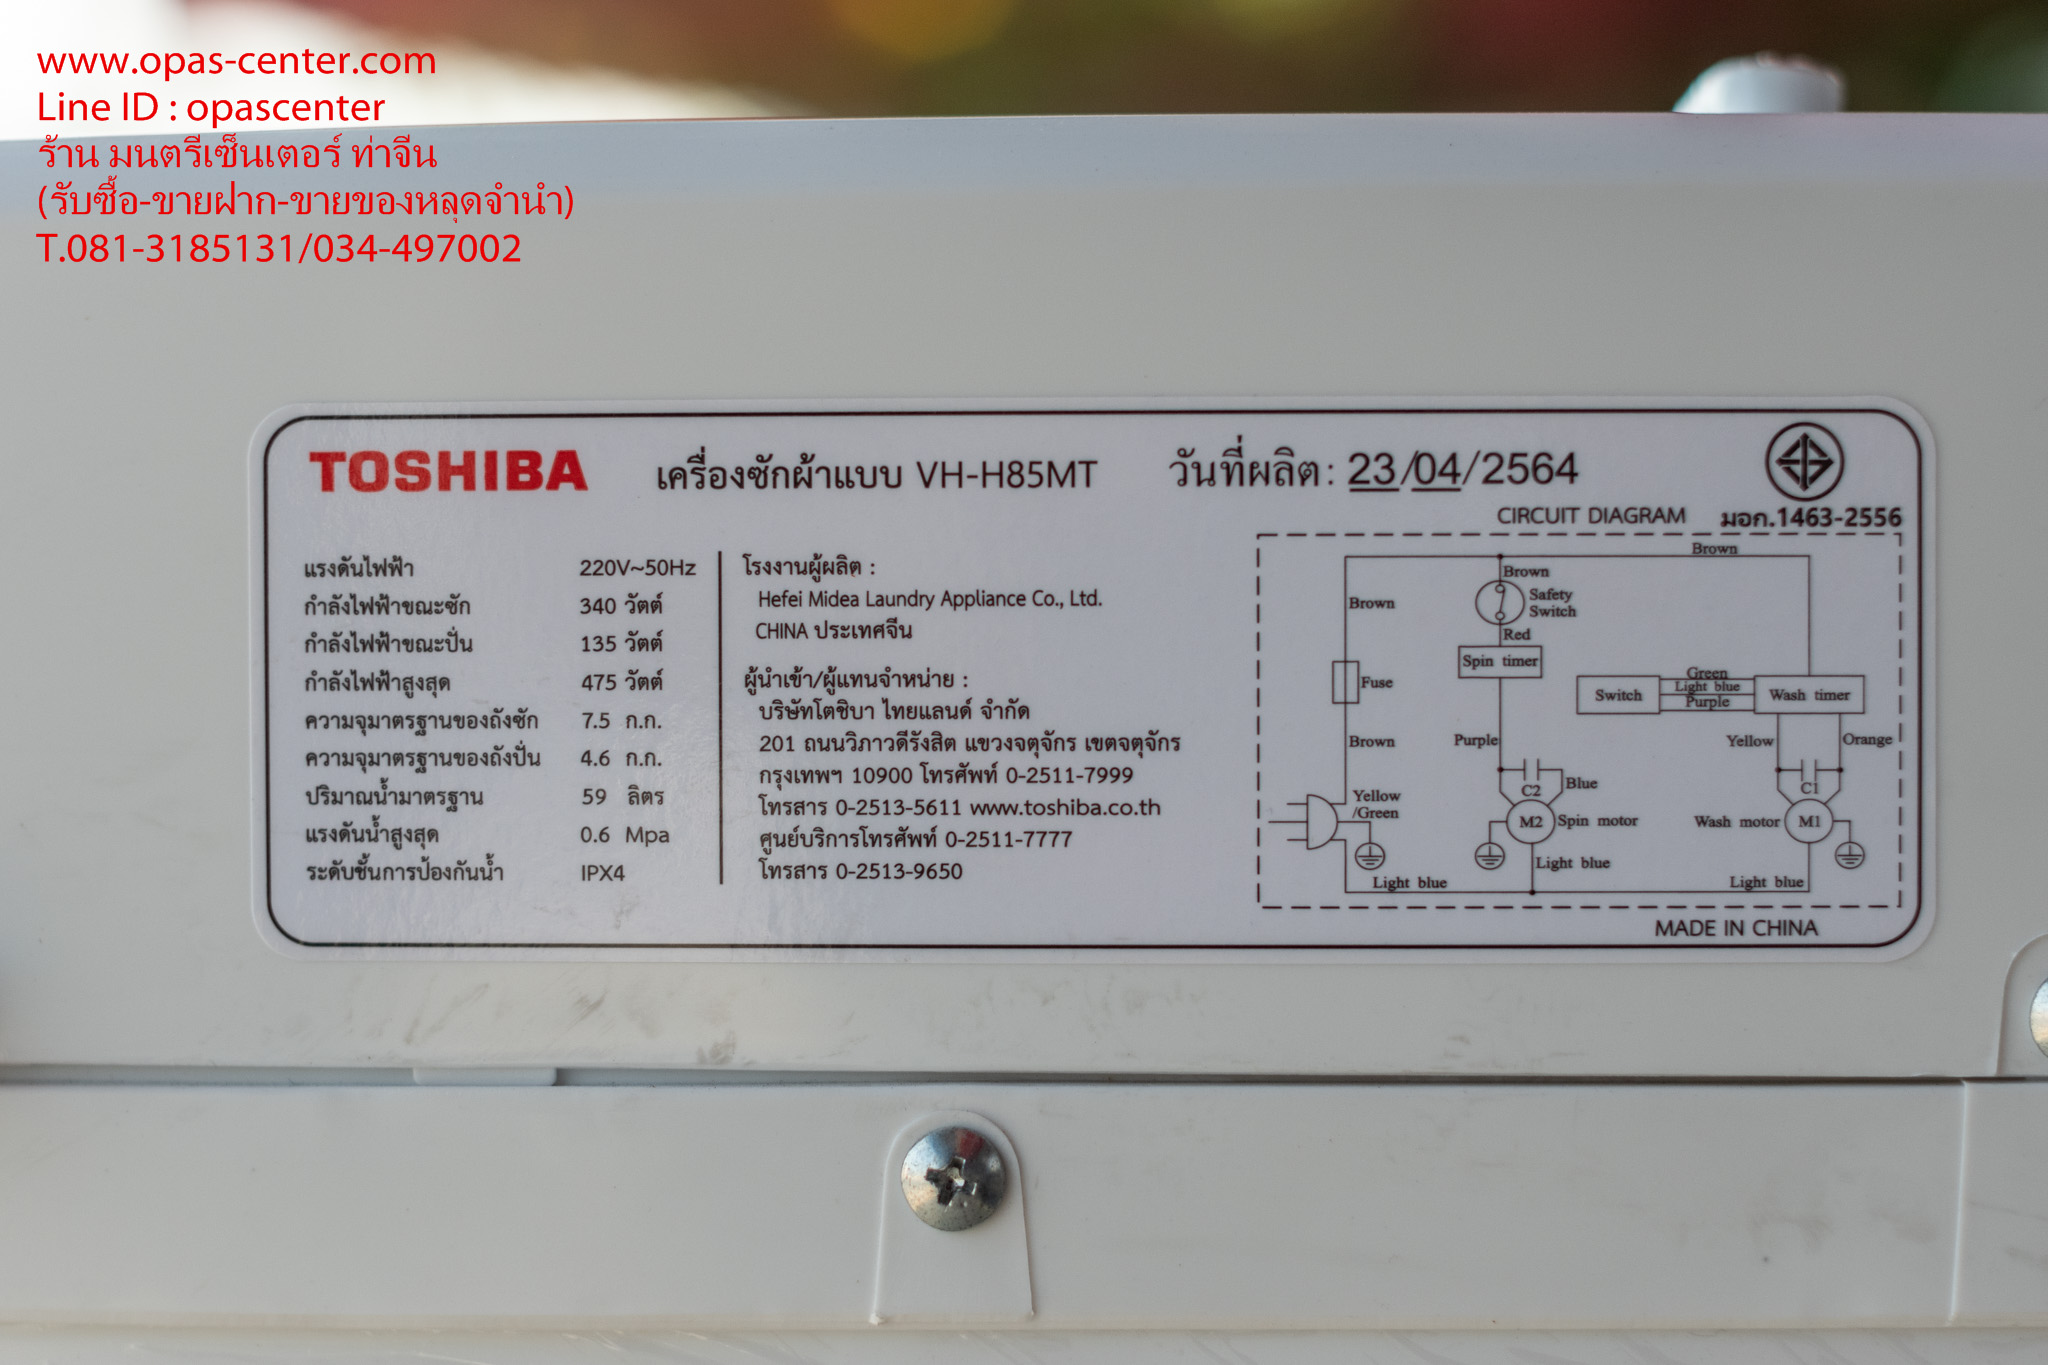 www.opas-center.com
Line ID : opascenter
ร้าน มนตรีเซ็นเตอร์ ท่าจีน
(รับซื้อ-ขายฝาก-ขายของหลุดจำนำ)
T.081-3185131/034-497002
TOSHIBA เครื่องซักผ้าแบบ VH-H85MT วันที่ผลิต: 23/04/2564
แรงดันไฟฟ้า 220V~50Hz
กำลังไฟฟ้าขณะซัก 340 วัตต์
กำลังไฟฟ้าขณะปั่น 135 วัตต์
กำลังไฟฟ้าสูงสุด 475 วัตต์
ความจุมาตรฐานของถังซัก 7.5 ก.ก.
ความจุมาตรฐานของถังปั่น 4.6 ก.ก.
ปริมาณน้ำมาตรฐาน 59 ลิตร
แรงดันน้ำสูงสุด 0.6 Mpa
ระดับชั้นการป้องกันน้ำ IPX4
โรงงานผู้ผลิต :
Hefei Midea Laundry Appliance Co., Ltd.
CHINA ประเทศจีน
ผู้นำเข้า/ผู้แทนจำหน่าย :
บริษัทโตชิบา ไทยแลนด์ จำกัด
201 ถนนวิภาวดีรังสิต แขวงจตุจักร เขตจตุจักร
กรุงเทพฯ 10900 โทรศัพท์ 0-2511-7999
โทรสาร 0-2513-5611 www.toshiba.co.th
ศูนย์บริการโทรศัพท์ 0-2511-7777
โทรสาร 0-2513-9650
CIRCUIT DIAGRAM มอก.1463-2556
Brown
Brown
Brown
Safety
Switch
Red
Spin timer
Fuse
Green
Switch Light blue Wash timer
Purple
Brown
Purple
Yellow
Orange
Blue
C2
C1
Yellow
/Green
M2 Spin motor
Wash motor M1
Light blue
Light blue
Light blue
MADE IN CHINA